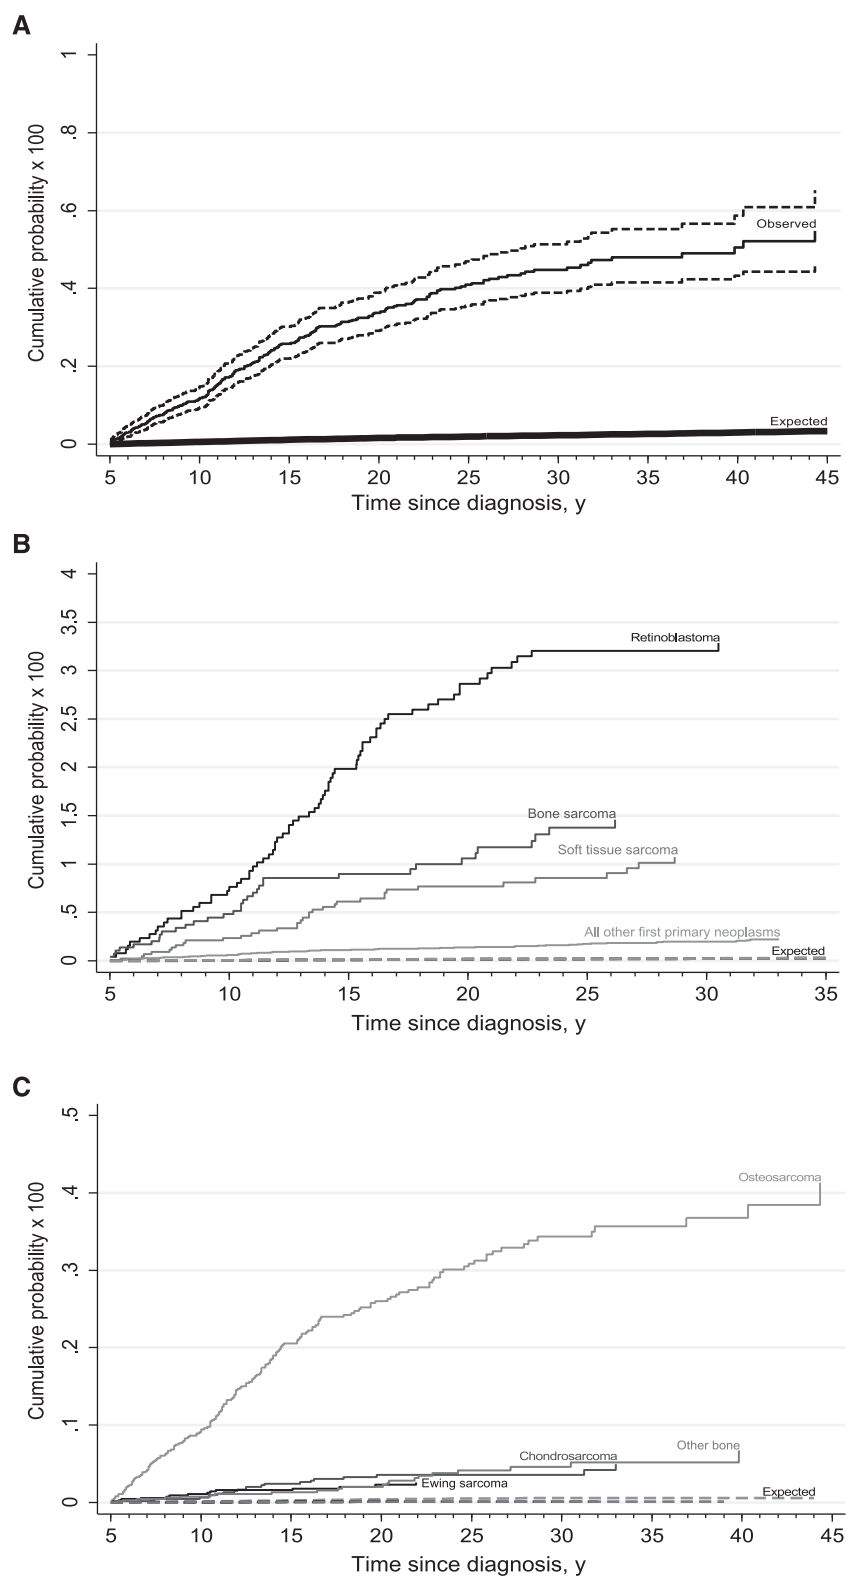 A
Cumulative probability x 100
1
.8
.6
.4
.2
0
Observed
Expected
5 10 15 20 25 30 35 40 45
Time since diagnosis, y
B
Cumulative probability x 100
4
3.5
3
2.5
2
1.5
1
.5
0
Retinoblastoma
Bone sarcoma
Soft tissue sarcoma
All other first primary neoplasms
Expected
5 10 15 20 25 30 35
Time since diagnosis, y
C
Cumulative probability x 100
.5
.4
.3
.2
.1
0
Osteosarcoma
Other bone
Chondrosarcoma
Ewing sarcoma
Expected
5 10 15 20 25 30 35 40 45
Time since diagnosis, y